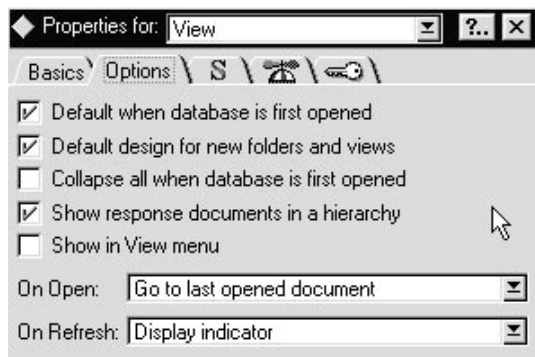 Properties for: View ?..
Basics Options S
Default when database is first opened
Default design for new folders and views
Collapse all when database is first opened
Show response documents in a hierarchy
Show in View menu
On Open: Go to last opened document
On Refresh: Display indicator